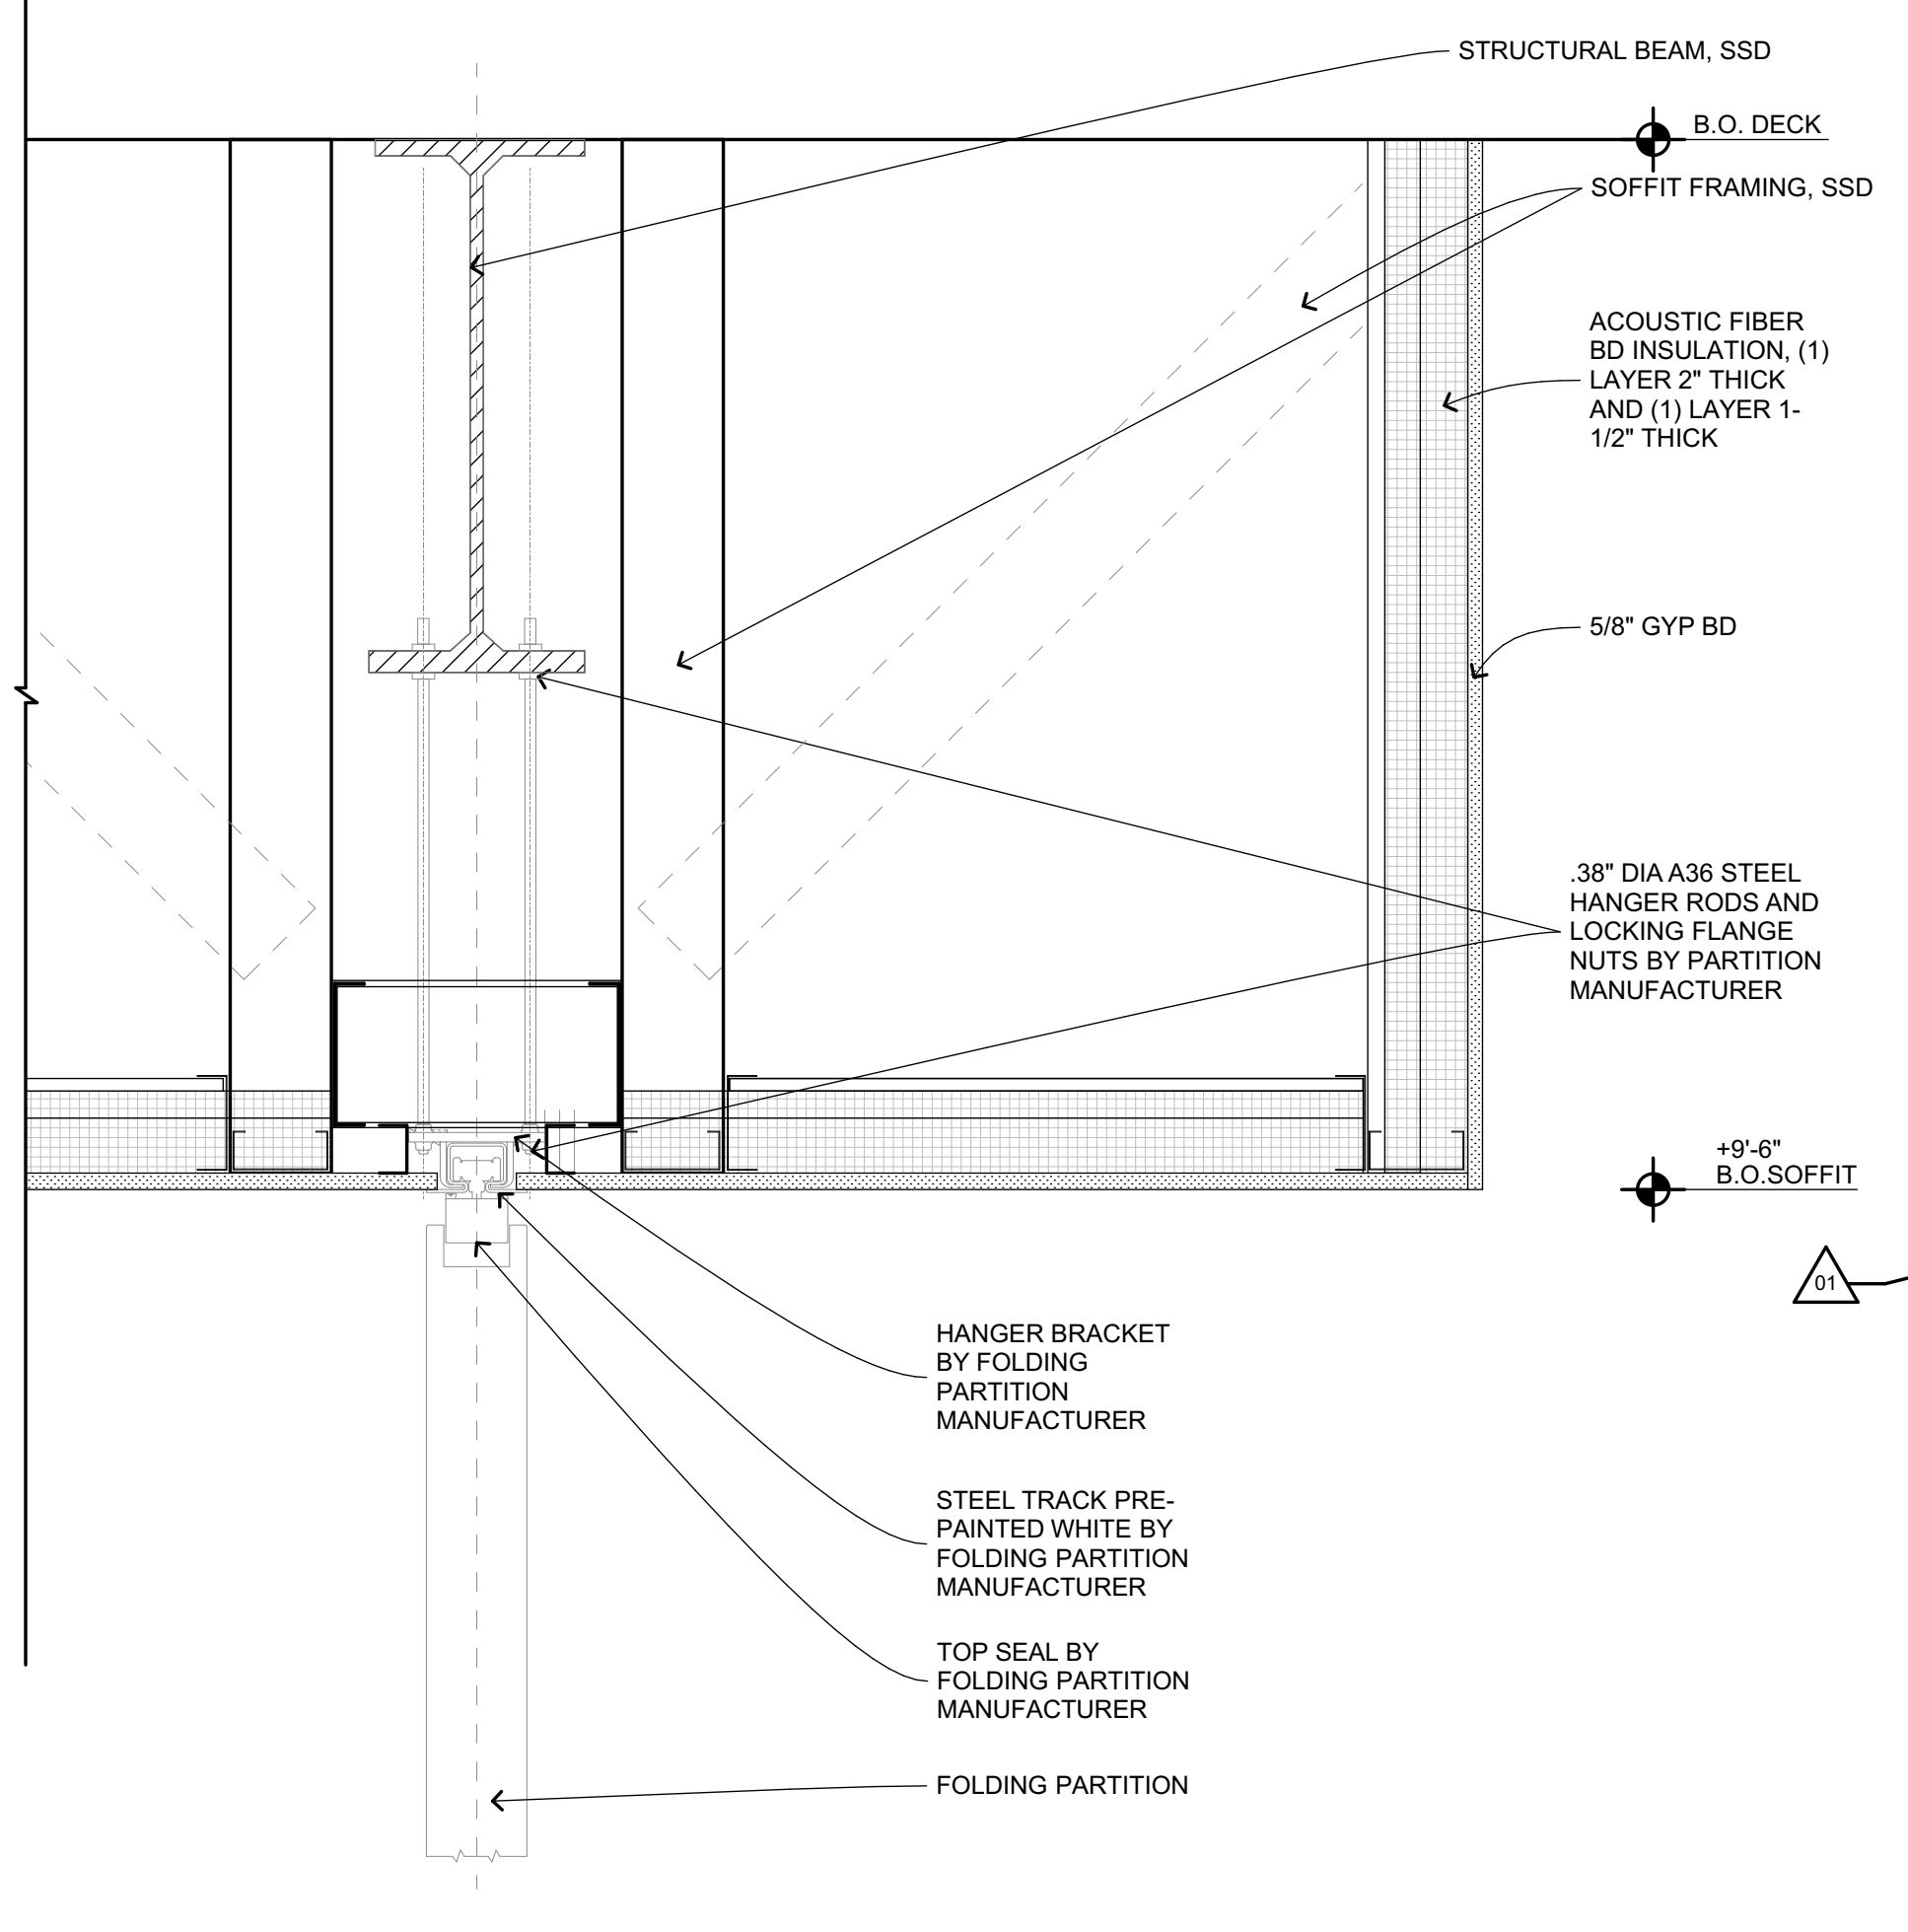 STRUCTURAL BEAM, SSD
B.O. DECK
SOFFIT FRAMING, SSD
ACOUSTIC FIBER
BD INSULATION, (1)
LAYER 2" THICK
AND (1) LAYER 1-
1/2" THICK
5/8" GYP BD
.38" DIA A36 STEEL
HANGER RODS AND
LOCKING FLANGE
NUTS BY PARTITION
MANUFACTURER
+9'-6"
B.O.SOFFIT
01
HANGER BRACKET
BY FOLDING
PARTITION
MANUFACTURER
STEEL TRACK PRE-
PAINTED WHITE BY
FOLDING PARTITION
MANUFACTURER
TOP SEAL BY
FOLDING PARTITION
MANUFACTURER
FOLDING PARTITION